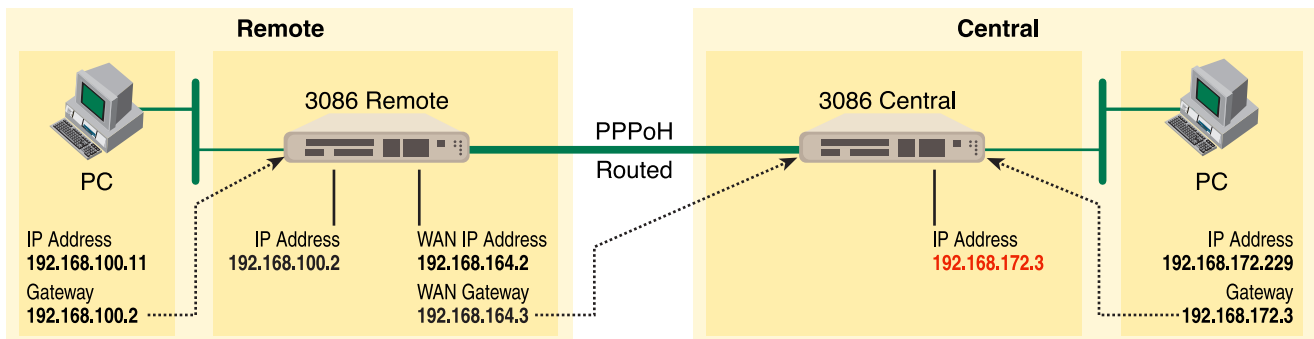 Remote
Central
3086 Remote
3086 Central
PPPoH
Routed
PC
PC
IP Address
192.168.100.11
Gateway
192.168.100.2
IP Address
192.168.100.2
WAN IP Address
192.168.164.2
WAN Gateway
192.168.164.3
IP Address
192.168.172.3
IP Address
192.168.172.229
Gateway
192.168.172.3